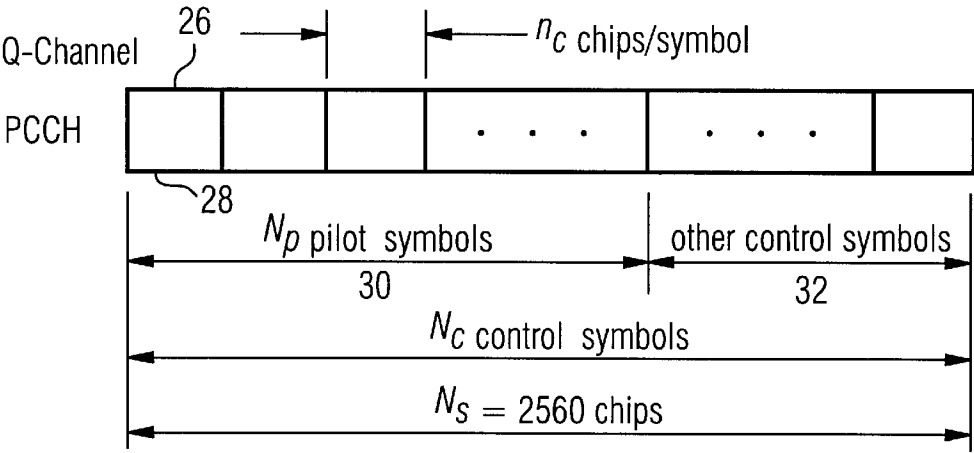 26
Q-Channel
n_c chips/symbol
PCCH
. . .
. . .
28
N_p pilot symbols
other control symbols
30
32
N_c control symbols
N_S = 2560 chips